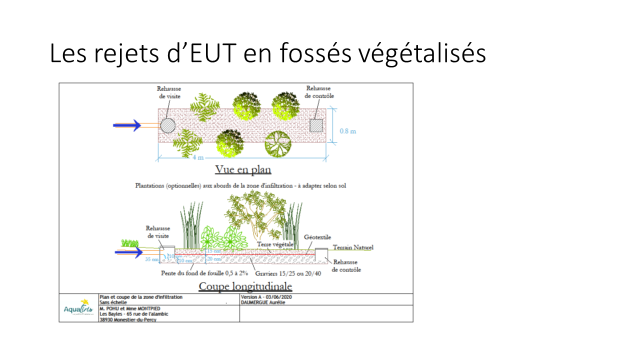 Les rejets d’EUT en fossés végétalisés
Rehausse
de visite
Rehausse
de contrôle
0.8 m
4 m
Vue en plan
Plantations (optionnelles) aux abords de la zone d'infiltration - à adapter selon sol
Rehausse
de visite
Géotextile
Terre végétale
Terrain Naturel
Rehausse
de contrôle
Pente du fond de fouille 0,5 à 2%
Graviers 15/25 ou 20/40
Coupe longitudinale
Plan et coupe de la zone d'infiltration
Sans échelle
Version A - 03/06/2020
DALMERGUE Aurélie
M. POHU et Mme MONTPIED
Les Bayles - 65 rue de l'alambic
38930 Monestier-du-Percy